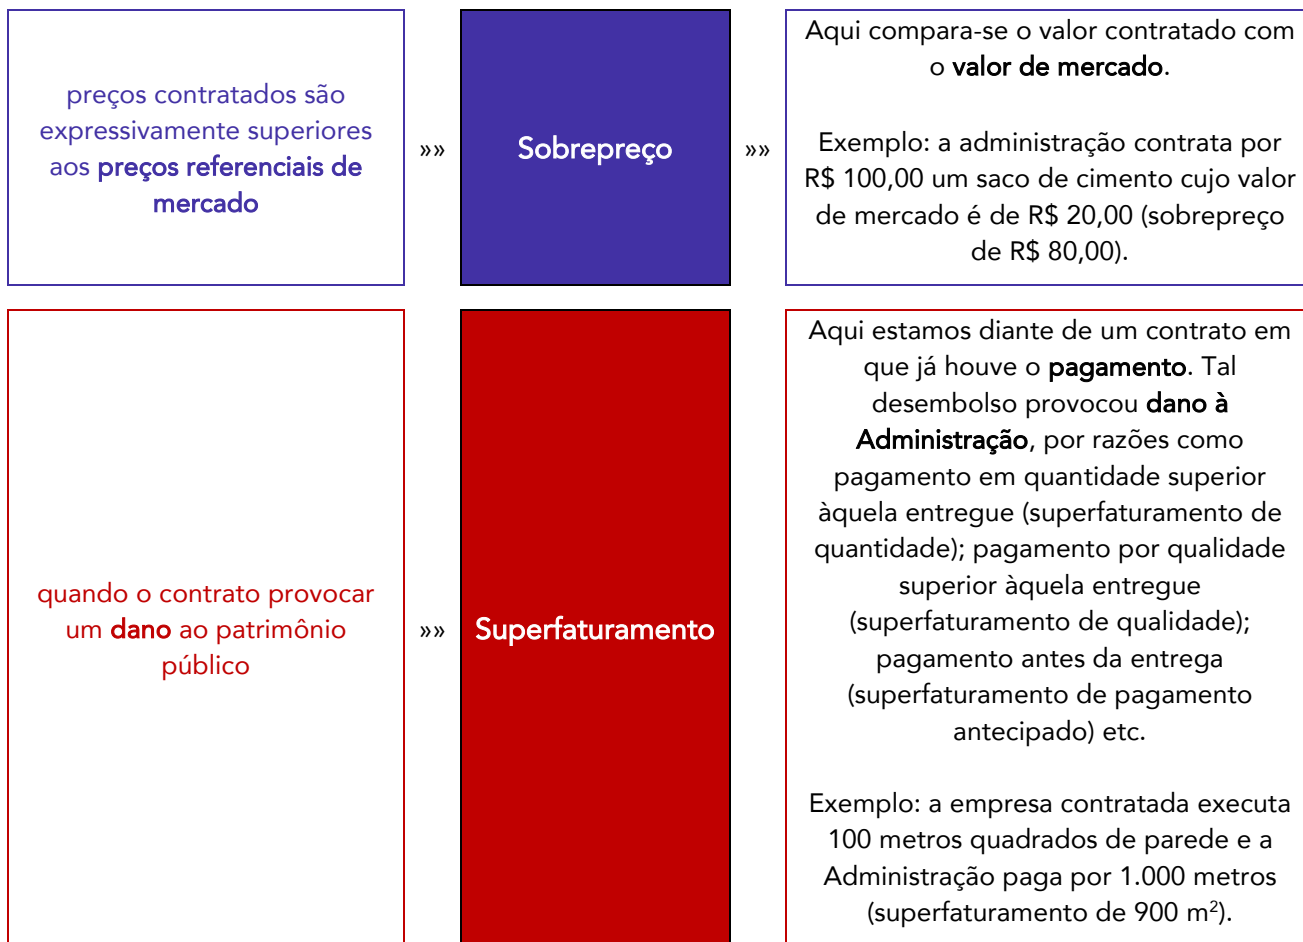 preços contratados são
expressivamente superiores
aos preços referenciais de
mercado
»»
Sobrepreço
»»
Aqui compara-se o valor contratado com
o valor de mercado.
Exemplo: a administração contrata por
R$ 100,00 um saco de cimento cujo valor
de mercado é de R$ 20,00 (sobrepreço
de R$ 80,00).
quando o contrato provocar
um dano ao patrimônio
público
»»
Superfaturamento
»»
Aqui estamos diante de um contrato em
que já houve o pagamento. Tal
desembolso provocou dano à
Administração, por razões como
pagamento em quantidade superior
àquela entregue (superfaturamento de
quantidade); pagamento por qualidade
superior àquela entregue
(superfaturamento de qualidade);
pagamento antes da entrega
(superfaturamento de pagamento
antecipado) etc.
Exemplo: a empresa contratada executa
100 metros quadrados de parede e a
Administração paga por 1.000 metros
(superfaturamento de 900 m²).